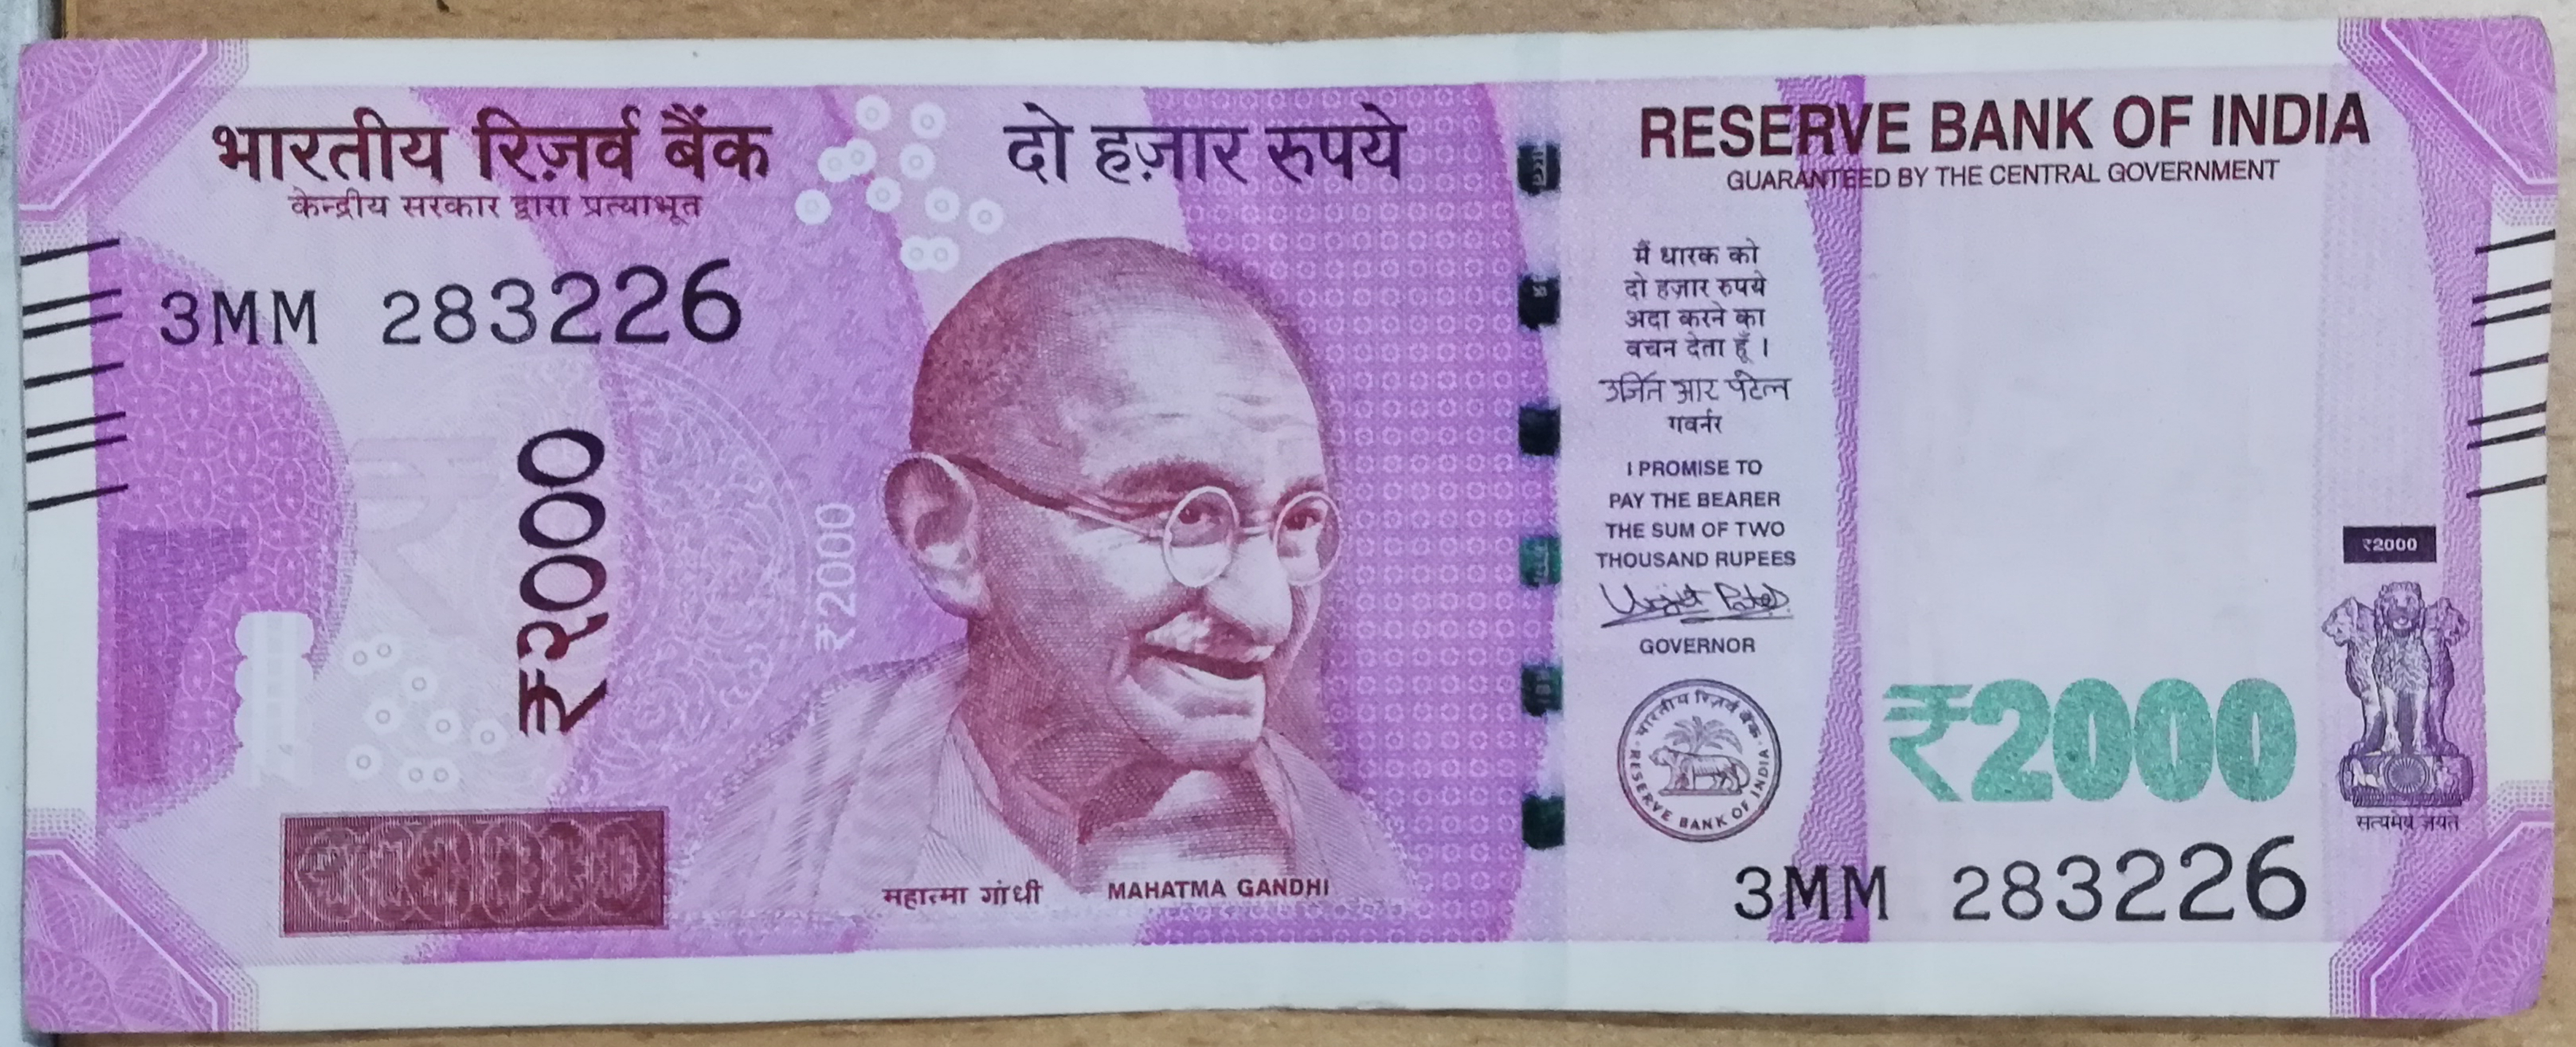 भारतीय रिज़र्व बैंक
केन्द्रीय सरकार द्वारा प्रत्याभूत
दो हज़ार रुपये
RESERVE BANK OF INDIA
GUARANTEED BY THE CENTRAL GOVERNMENT
3MM 283226
₹२०००
₹2000
मैं धारक को
दो हज़ार रुपये
अदा करने का
वचन देता हूँ ।
उर्जित आर पटेल
गवर्नर
I PROMISE TO
PAY THE BEARER
THE SUM OF TWO
THOUSAND RUPEES
Urjit Patel
GOVERNOR
भारतीय रिज़र्व बैंक
RESERVE BANK OF INDIA
₹2000
₹2000
सत्यमेव जयते
महात्मा गांधी MAHATMA GANDHI
3MM 283226